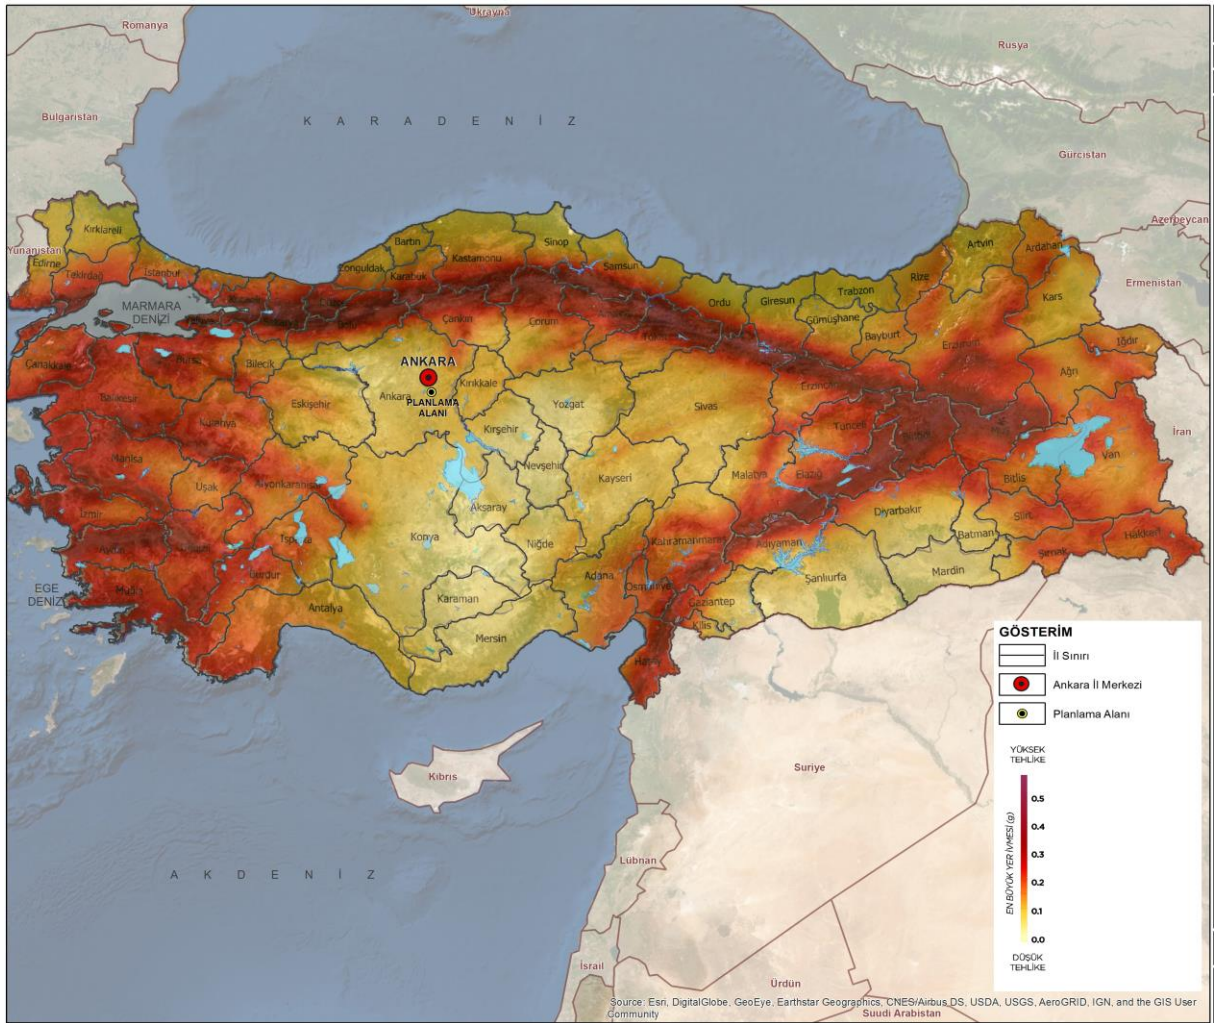 Ukrayna
Romanya
Rusya
Bulgaristan
KARADENİZ
Gürcistan
Azerbeycan
Yunanistan
Kırklareli
Edirne
Tekirdağ
İstanbul
Bartın
Zonguldak
Karabük
Kastamonu
Sinop
Samsun
Artvin
Ardahan
Rize
Trabzon
Ordu
Giresun
Gümüşhane
Bayburt
Kars
Ermenistan
MARMARA
DENİZİ
Çankırı
Çorum
Iğdır
Ağrı
Çanakkale
Bursa
Bilecik
ANKARA
Ankara
Kırıkkale
PLANLAMA
ALANI
Eskişehir
Yozgat
Sivas
Tunceli
Balıkesir
Kütahya
Kırşehir
İran
Van
Manisa
Uşak
Afyonkarahisar
Nevşehir
Kayseri
Malatya
Elazığ
Bitlis
İzmir
Aksaray
Diyarbakır
Siirt
Konya
Niğde
Kahramanmaraş
Adıyaman
Batman
Hakkari
Şırnak
Aydın
Isparta
Burdur
Adana
Osmaniye
Şanlıurfa
Mardin
EGE
DENİZİ
Muğla
Antalya
Karaman
Mersin
Gaziantep
Kilis
Hatay
GÖSTERİM
İl Sınırı
Ankara İl Merkezi
Planlama Alanı
YÜKSEK
TEHLİKE
EN BÜYÜK YER İVMESİ (g)
0.5
0.4
0.3
0.2
0.1
0.0
DÜŞÜK
TEHLİKE
Kıbrıs
Suriye
Lübnan
AKDENİZ
İsrail
Ürdün
Suudi Arabistan
Source: Esri, DigitalGlobe, GeoEye, Earthstar Geographics, CNES/Airbus DS, USDA, USGS, AeroGRID, IGN, and the GIS User
Community